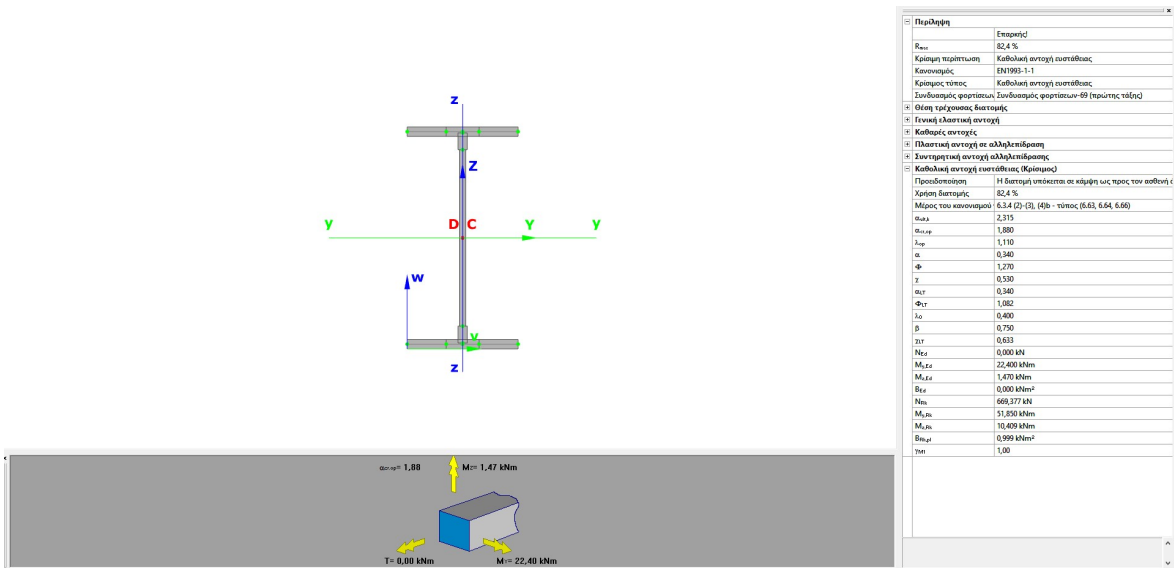 z
Z
y
D C
Y
y
w
v
z
αcr,op= 1,88
Mz= 1,47 kNm
T= 0,00 kNm
My= 22,40 kNm
Περίληψη
Επαρκής!
Rmax 82,4 %
Κρίσιμη περίπτωση Καθολική αντοχή ευστάθειας
Κανονισμός EN1993-1-1
Κρίσιμος τύπος Καθολική αντοχή ευστάθειας
Συνδυασμός φορτίσεων Συνδυασμός φορτίσεων-69 (πρώτης τάξης)
Θέση τρέχουσας διατομής
Γενική ελαστική αντοχή
Καθαρές αντοχές
Πλαστική αντοχή σε αλληλεπίδραση
Συντηρητική αντοχή αλληλεπίδρασης
Καθολική αντοχή ευστάθειας (Κρίσιμος)
Προειδοποίηση Η διατομή υπόκειται σε κάμψη ως προς τον ασθενή
Χρήση διατομής 82,4 %
Μέρος του κανονισμού 6.3.4 (2)-(3), (4)b - τύπος (6.63, 6.64, 6.66)
αult,k 2,315
αcr,op 1,880
λop 1,110
α 0,340
Φ 1,270
χ 0,530
αLT 0,340
ΦLT 1,082
λ0 0,400
β 0,750
χLT 0,633
NEd 0,000 kN
My,Ed 22,400 kNm
Mz,Ed 1,470 kNm
BEd 0,000 kNm²
NRk 669,377 kN
My,Rk 51,850 kNm
Mz,Rk 10,409 kNm
BRk,pl 0,999 kNm²
γM1 1,00